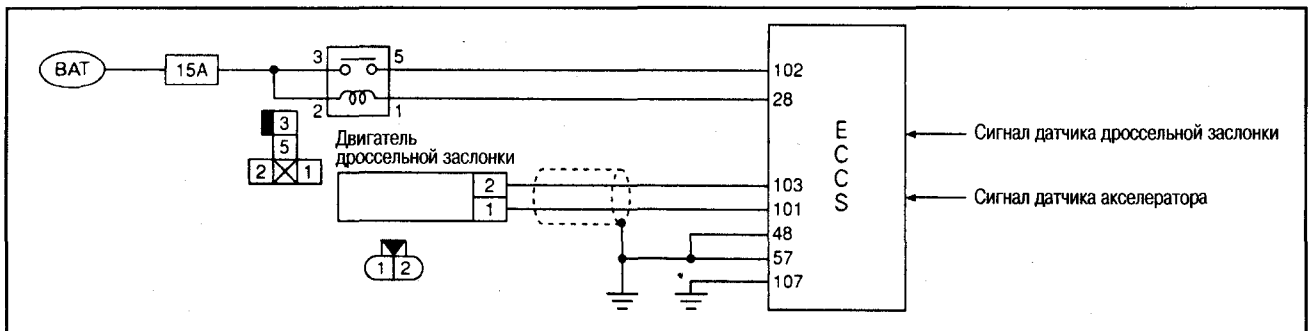 BAT
15A
3 5
2 1
102
28
3
5
2 1
Двигатель
дроссельной заслонки
2
1
1 2
103
101
48
57
107
E
C
C
S
Сигнал датчика дроссельной заслонки
Сигнал датчика акселератора